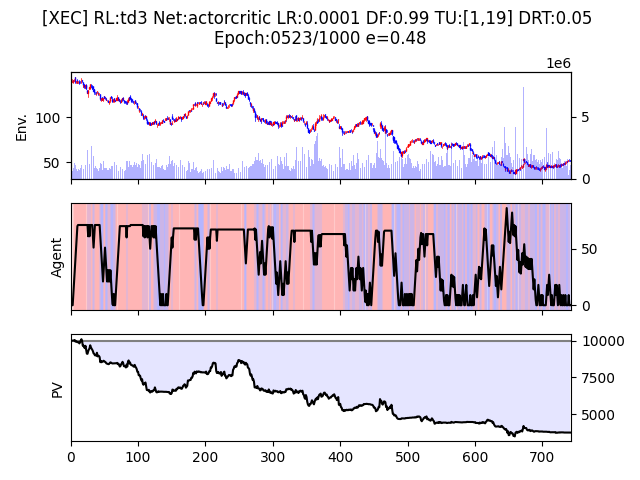 [XEC] RL:td3 Net:actorcritic LR:0.0001 DF:0.99 TU:[1,19] DRT:0.05
Epoch:0523/1000 e=0.48
1e6
Env.
100
50
5
0
Agent
50
0
PV
10000
7500
5000
0 100 200 300 400 500 600 700